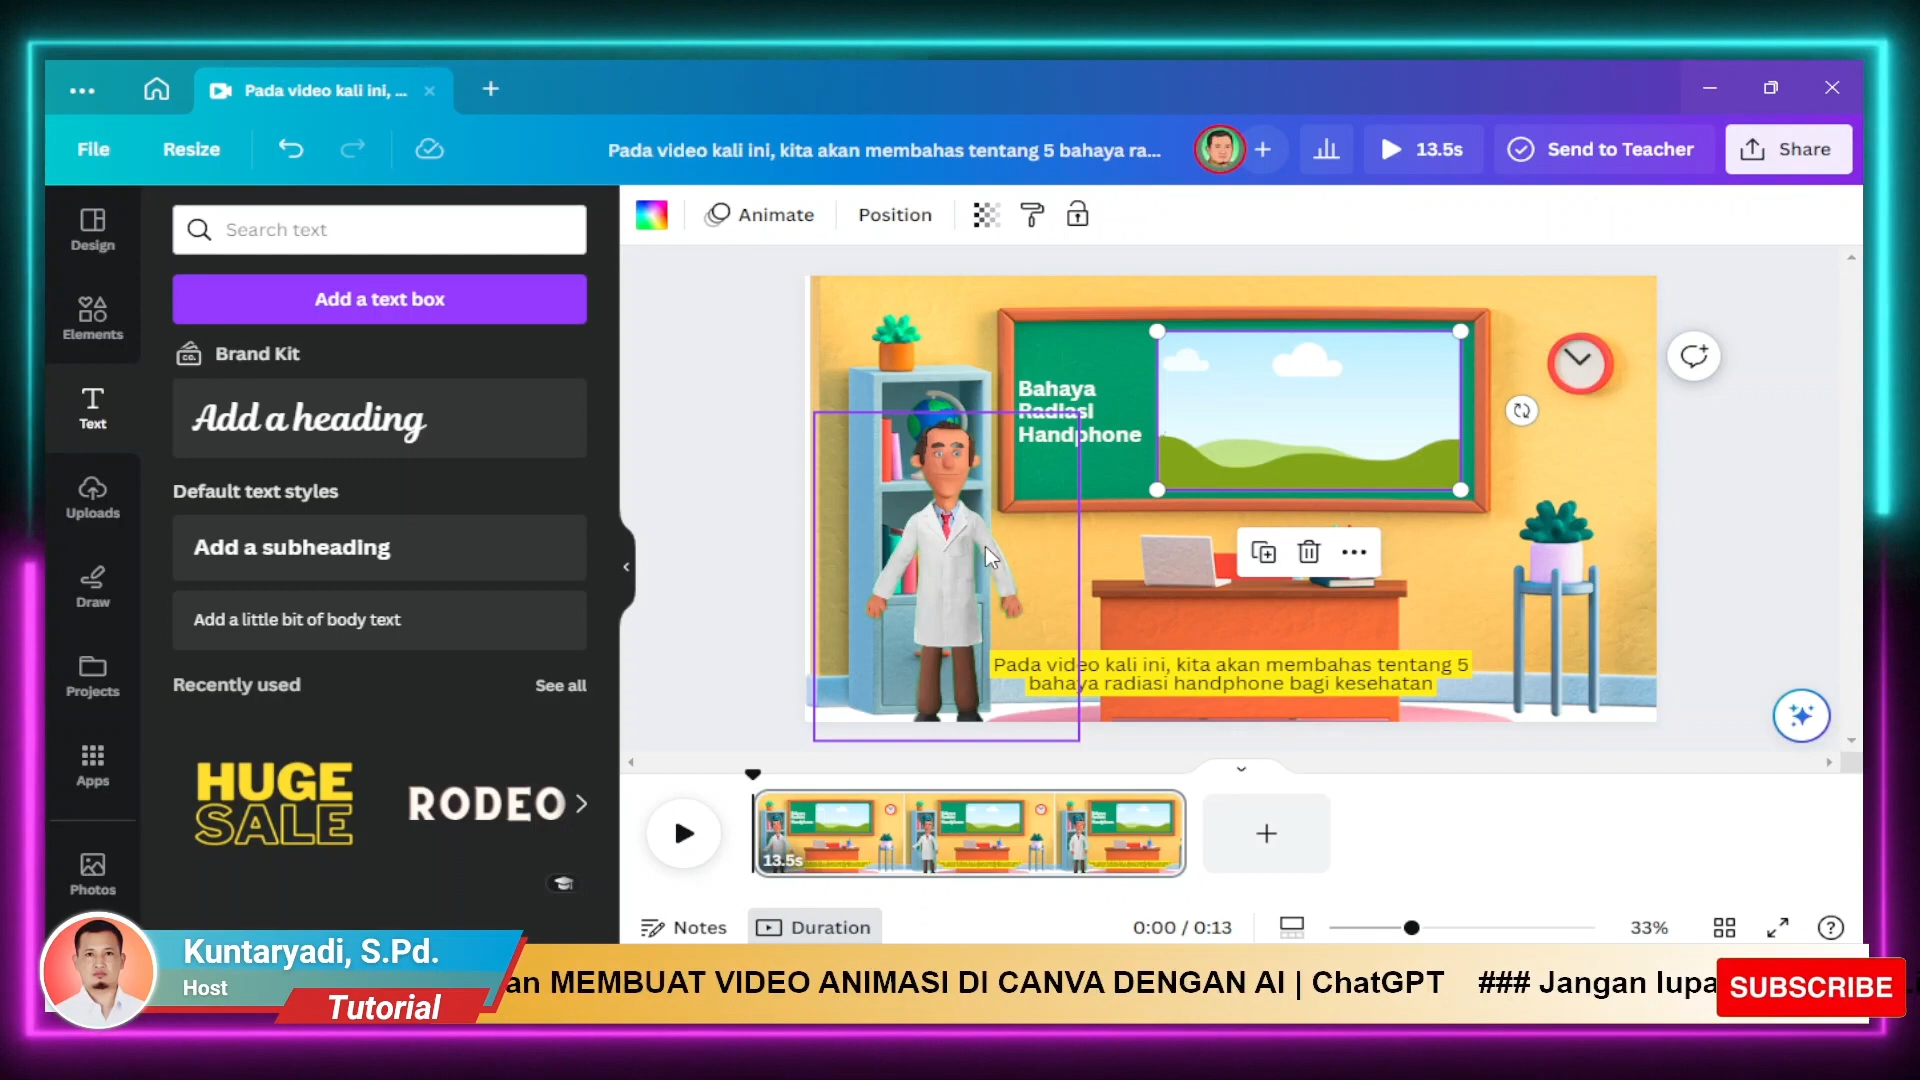 Pada video kali ini, ...
File
Resize
Pada video kali ini, kita akan membahas tentang 5 bahaya ra...
13.5s
Send to Teacher
Share
Design
Elements
Text
Uploads
Draw
Projects
Apps
Photos
Search text
Add a text box
CO.
Brand Kit
Add a heading
Default text styles
Add a subheading
Add a little bit of body text
Recently used
See all
HUGE
SALE
RODEO
Animate
Position
Bahaya
Radiasi
Handphone
Pada video kali ini, kita akan membahas tentang 5
bahaya radiasi handphone bagi kesehatan
13.5s
Notes
Duration
0:00 / 0:13
33%
Kuntaryadi, S.Pd.
Host
Tutorial
an MEMBUAT VIDEO ANIMASI DI CANVA DENGAN AI | ChatGPT ### Jangan lupa
SUBSCRIBE